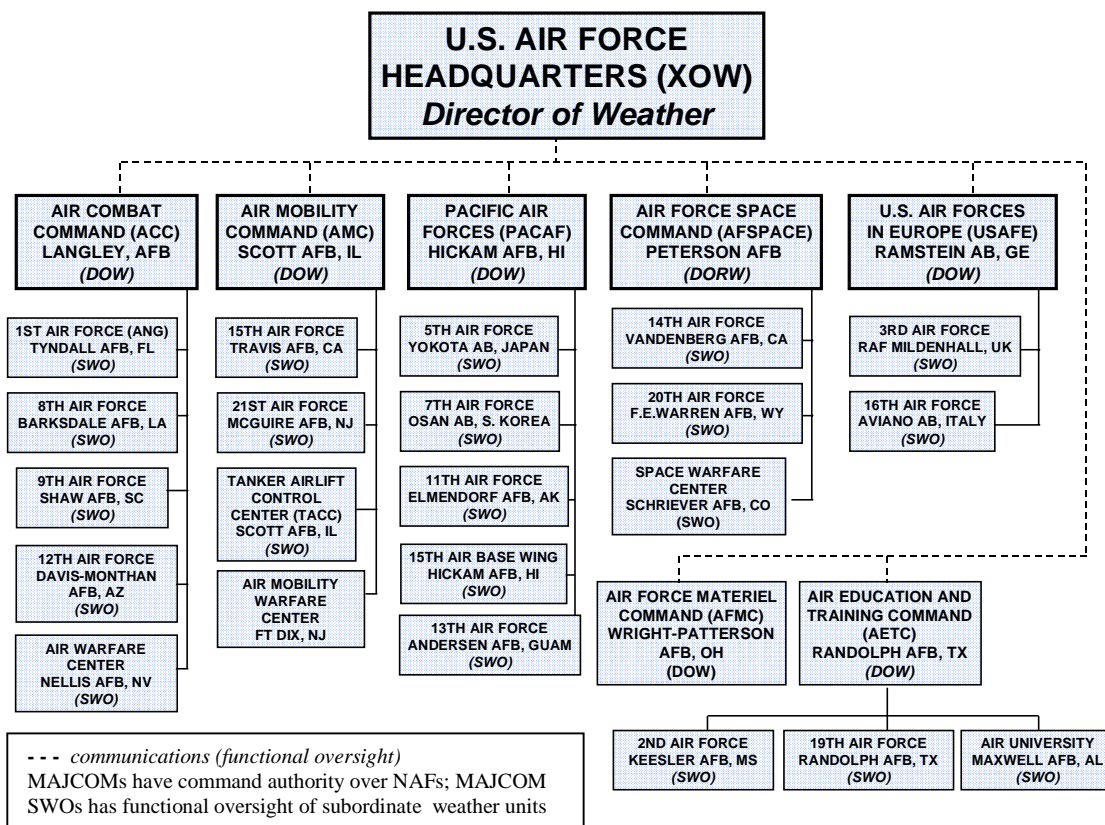 U.S. AIR FORCE
HEADQUARTERS (XOW)
Director of Weather
AIR COMBAT
COMMAND (ACC)
LANGLEY, AFB
(DOW)
1ST AIR FORCE (ANG)
TYNDALL AFB, FL
(SWO)
8TH AIR FORCE
BARKSDALE AFB, LA
(SWO)
9TH AIR FORCE
SHAW AFB, SC
(SWO)
12TH AIR FORCE
DAVIS-MONTHAN
AFB, AZ
(SWO)
AIR WARFARE
CENTER
NELLIS AFB, NV
(SWO)
AIR MOBILITY
COMMAND (AMC)
SCOTT AFB, IL
(DOW)
15TH AIR FORCE
TRAVIS AFB, CA
(SWO)
21ST AIR FORCE
MCGUIRE AFB, NJ
(SWO)
TANKER AIRLIFT
CONTROL
CENTER (TACC)
SCOTT AFB, IL
(SWO)
AIR MOBILITY
WARFARE
CENTER
FT DIX, NJ
PACIFIC AIR
FORCES (PACAF)
HICKAM AFB, HI
(DOW)
5TH AIR FORCE
YOKOTA AB, JAPAN
(SWO)
7TH AIR FORCE
OSAN AB, S. KOREA
(SWO)
11TH AIR FORCE
ELMENDORF AFB, AK
(SWO)
15TH AIR BASE WING
HICKAM AFB, HI
(SWO)
13TH AIR FORCE
ANDERSEN AFB, GUAM
(SWO)
AIR FORCE SPACE
COMMAND (AFSPACE)
PETERSON AFB
(DORW)
14TH AIR FORCE
VANDENBERG AFB, CA
(SWO)
20TH AIR FORCE
F.E.WARREN AFB, WY
(SWO)
SPACE WARFARE
CENTER
SCHRIEVER AFB, CO
(SWO)
U.S. AIR FORCES
IN EUROPE (USAFE)
RAMSTEIN AB, GE
(DOW)
3RD AIR FORCE
RAF MILDENHALL, UK
(SWO)
16TH AIR FORCE
AVIANO AB, ITALY
(SWO)
AIR FORCE MATERIEL
COMMAND (AFMC)
WRIGHT-PATTERSON
AFB, OH
(DOW)
AIR EDUCATION AND
TRAINING COMMAND
(AETC)
RANDOLPH AFB, TX
(DOW)
2ND AIR FORCE
KEESLER AFB, MS
(SWO)
19TH AIR FORCE
RANDOLPH AFB, TX
(SWO)
AIR UNIVERSITY
MAXWELL AFB, AL
(SWO)
- - - communications (functional oversight)
MAJCOMs have command authority over NAFs; MAJCOM
SWOs has functional oversight of subordinate weather units